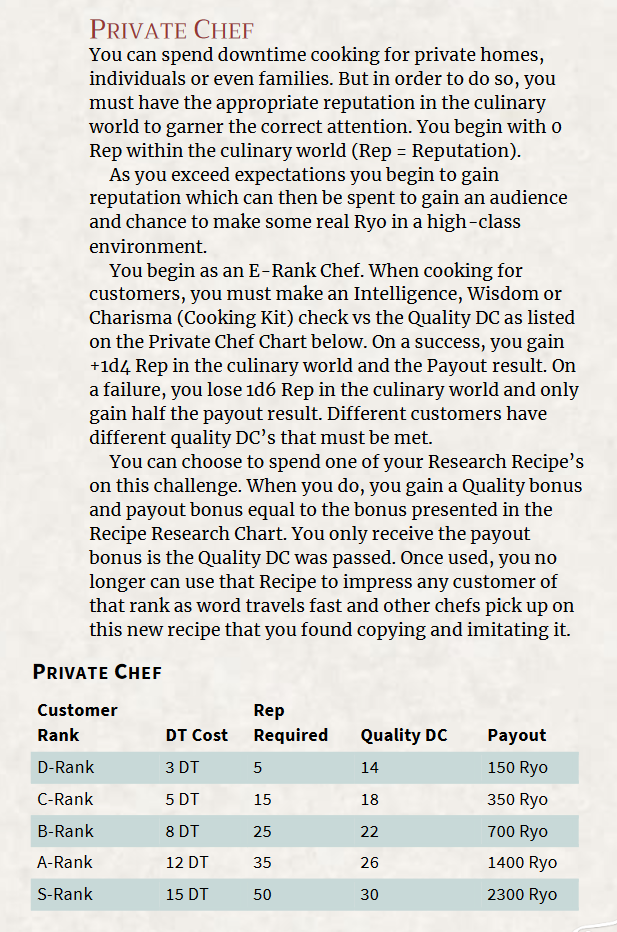 Private Chef
You can spend downtime cooking for private homes,
individuals or even families. But in order to do so, you
must have the appropriate reputation in the culinary
world to garner the correct attention. You begin with 0
Rep within the culinary world (Rep = Reputation).
As you exceed expectations you begin to gain
reputation which can then be spent to gain an audience
and chance to make some real Ryo in a high-class
environment.
You begin as an E-Rank Chef. When cooking for
customers, you must make an Intelligence, Wisdom or
Charisma (Cooking Kit) check vs the Quality DC as listed
on the Private Chef Chart below. On a success, you gain
+1d4 Rep in the culinary world and the Payout result. On
a failure, you lose 1d6 Rep in the culinary world and only
gain half the payout result. Different customers have
different quality DC’s that must be met.
You can choose to spend one of your Research Recipe’s
on this challenge. When you do, you gain a Quality bonus
and payout bonus equal to the bonus presented in the
Recipe Research Chart. You only receive the payout
bonus is the Quality DC was passed. Once used, you no
longer can use that Recipe to impress any customer of
that rank as word travels fast and other chefs pick up on
this new recipe that you found copying and imitating it.
Private Chef
Customer Rank DT Cost Rep Required Quality DC Payout
D-Rank 3 DT 5 14 150 Ryo
C-Rank 5 DT 15 18 350 Ryo
B-Rank 8 DT 25 22 700 Ryo
A-Rank 12 DT 35 26 1400 Ryo
S-Rank 15 DT 50 30 2300 Ryo